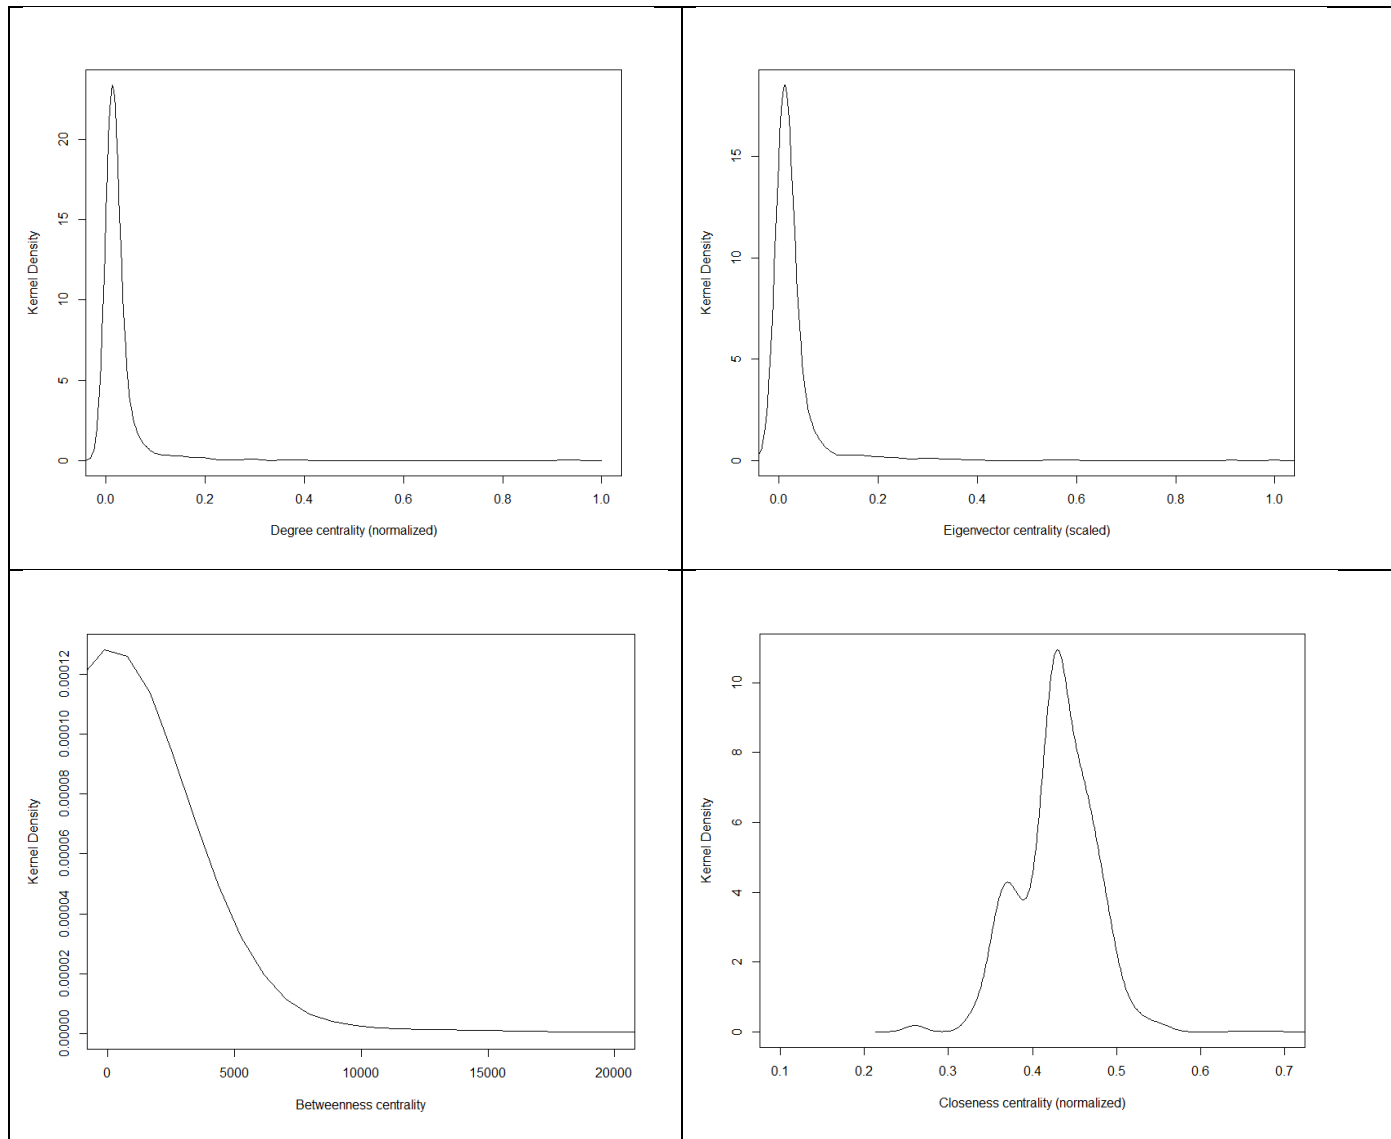 Kernel Density
20
15
10
5
0
0.0 0.2 0.4 0.6 0.8 1.0
Degree centrality (normalized)
Kernel Density
15
10
5
0
0.0 0.2 0.4 0.6 0.8 1.0
Eigenvector centrality (scaled)
Kernel Density
0.00012
0.00010
0.00008
0.00006
0.00004
0.00002
0.00000
0 5000 10000 15000 20000
Betweenness centrality
Kernel Density
10
8
6
4
2
0
0.1 0.2 0.3 0.4 0.5 0.6 0.7
Closeness centrality (normalized)